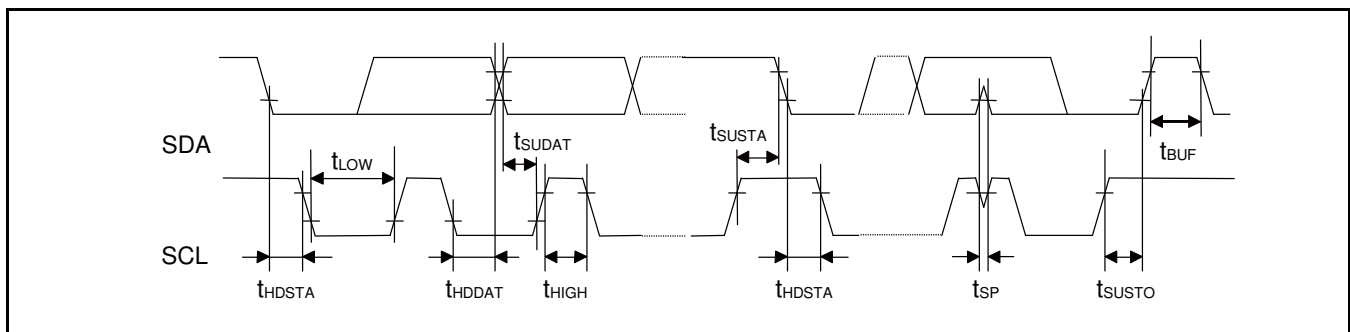 SDA
tSUDAT
tSUSTA
tBUF
tLOW
SCL
tHDSTA
tHDDAT
tHIGH
tHDSTA
tSP
tSUSTO